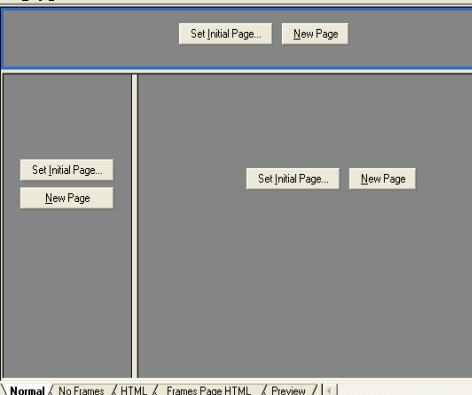 Set Initial Page... New Page
Set Initial Page...
New Page
Set Initial Page... New Page
Normal No Frames HTML Frames Page HTML Preview